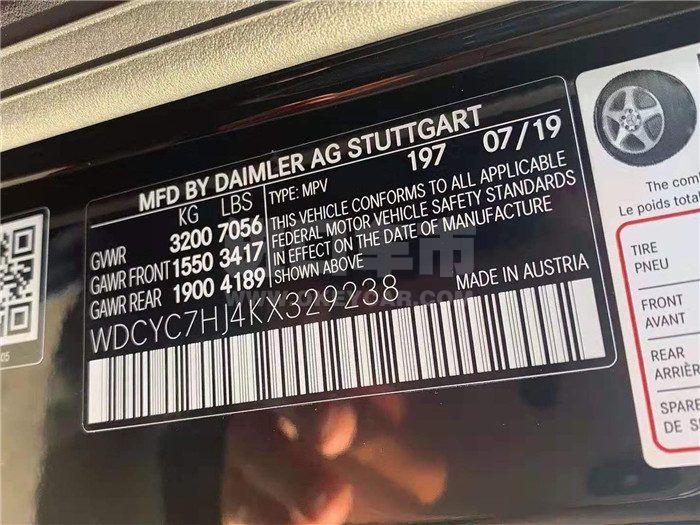 MFD BY DAIMLER AG STUTTGART
KG LBS
GVWR 3200 7056
GAWR FRONT 1550 3417
GAWR REAR 1900 4189
TYPE: MPV 197 07/19
THIS VEHICLE CONFORMS TO ALL APPLICABLE
FEDERAL MOTOR VEHICLE SAFETY STANDARDS
IN EFFECT ON THE DATE OF MANUFACTURE
SHOWN ABOVE
MADE IN AUSTRIA
WDCYC7HJ4KX329238
The com
Le poids total
TIRE
PNEU
FRONT
AVANT
REAR
ARRIÈR
SPARE
DE S